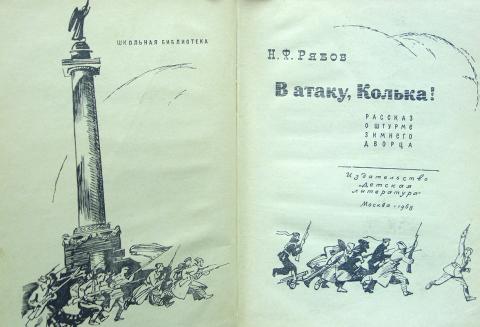 ШКОЛЬНАЯ БИБЛИОТЕКА
Н. Ф. Рябов
В атаку, Колька!
РАССКАЗ
О ШТУРМЕ
ЗИМНЕГО
ДВОРЦА
Издательство
„Детская
литература"
Москва - 1968